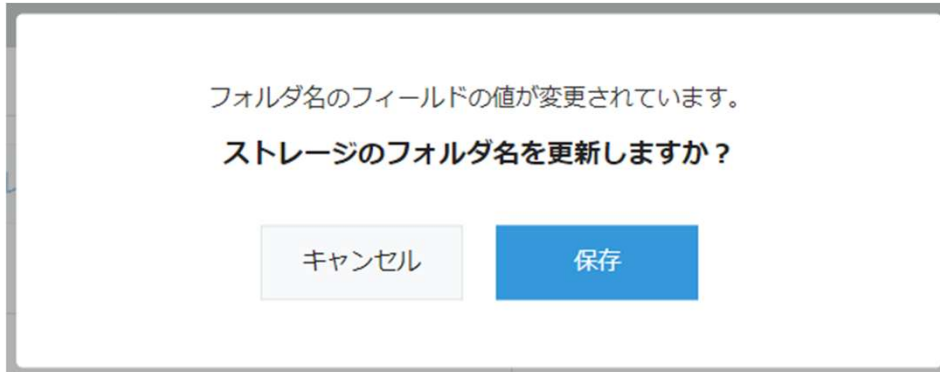 フォルダ名のフィールドの値が変更されています。
ストレージのフォルダ名を更新しますか？
キャンセル
保存